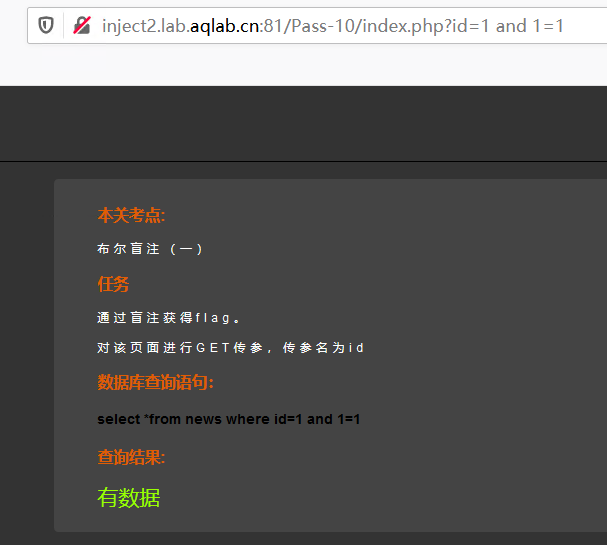 inject2.lab.aqlab.cn:81/Pass-10/index.php?id=1 and 1=1
本关考点:
布尔盲注（一）
任务
通过盲注获得flag。
对该页面进行GET传参，传参名为id
数据库查询语句:
select *from news where id=1 and 1=1
查询结果:
有数据